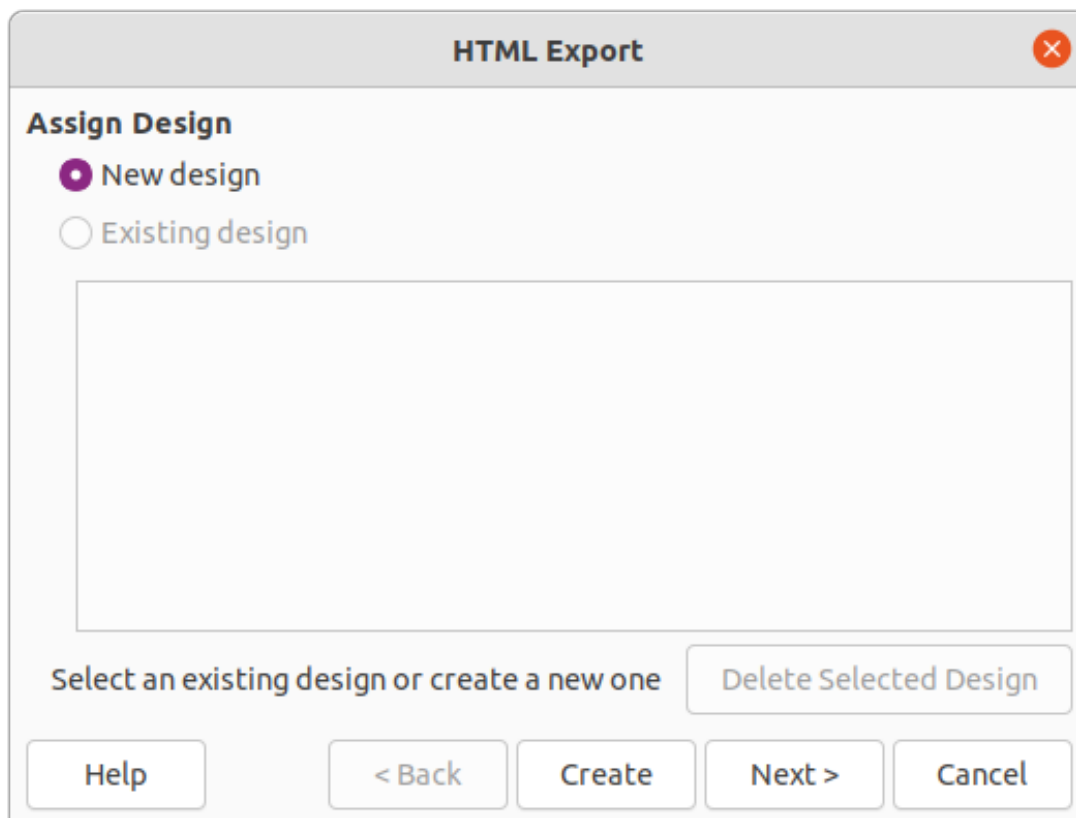 HTML Export
Assign Design
New design
Existing design
Select an existing design or create a new one Delete Selected Design
Help < Back Create Next > Cancel